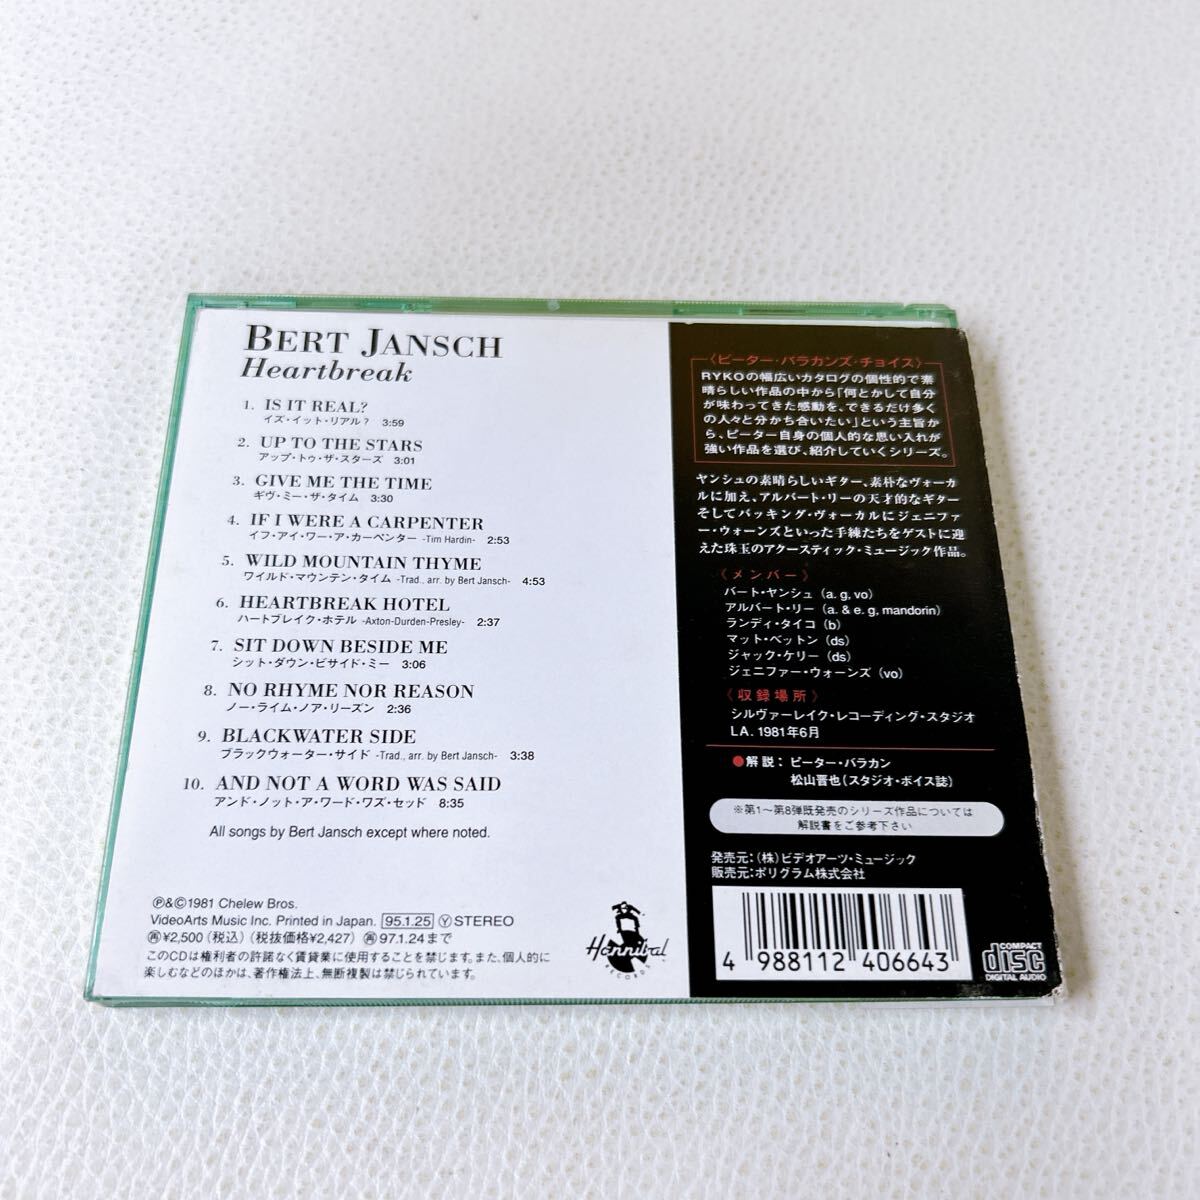 BERT JANSCH
Heartbreak
1. IS IT REAL?
イズ・イット・リアル? 3:59
2. UP TO THE STARS
アップ・トゥ・ザ・スターズ 3:01
3. GIVE ME THE TIME
ギヴ・ミー・ザ・タイム 3:30
4. IF I WERE A CARPENTER
イフ・アイ・ワー・ア・カーペンター -Tim Hardin- 2:53
5. WILD MOUNTAIN THYME
ワイルド・マウンテン・タイム -Trad., arr. by Bert Jansch- 4:53
6. HEARTBREAK HOTEL
ハートブレイク・ホテル -Axton-Durden-Presley- 2:37
7. SIT DOWN BESIDE ME
シット・ダウン・ビサイド・ミー 3:06
8. NO RHYME NOR REASON
ノー・ライム・ノア・リーズン 2:36
9. BLACKWATER SIDE
ブラックウォーター・サイド -Trad., arr. by Bert Jansch- 3:38
10. AND NOT A WORD WAS SAID
アンド・ノット・ア・ワード・ワズ・セッド 8:35
All songs by Bert Jansch except where noted.
℗&©1981 Chelew Bros.
VideoArts Music Inc. Printed in Japan. 95.1.25 Ⓨ STEREO
㊢¥2,500(税込)(税抜価格¥2,427) ㊢97.1.24まで
このCDは権利者の許諾なく賃貸業に使用することを禁じます。また、個人的に
楽しむなどのほかは、著作権法上、無断複製は禁じられています。
Hannibal
RECORDS
〈ピーター・バラカンズ・チョイス〉
RYKOの幅広いカタログの個性的で素
晴らしい作品の中から「何とかして自分
が味わってきた感動を、できるだけ多く
の人々と分かち合いたい」という主旨か
ら、ピーター自身の個人的な思い入れが
強い作品を選び、紹介していくシリーズ。
ヤンシュの素晴らしいギター、素朴なヴォーカ
ルに加え、アルバート・リーの天才的なギター
そしてバッキング・ヴォーカルにジェニファ
ー・ウォーンズといった手練たちをゲストに迎
えた珠玉のアクースティック・ミュージック作品。
〈メンバー〉
バート・ヤンシュ(a. g, vo)
アルバート・リー(a. & e. g, mandorin)
ランディ・タイコ(b)
マット・ベットン(ds)
ジャック・ケリー(ds)
ジェニファー・ウォーンズ(vo)
〈収録場所〉
シルヴァーレイク・レコーディング・スタジオ
LA. 1981年6月
●解説:ピーター・バラカン
松山晋也(スタジオ・ボイス誌)
※第1〜第8弾既発売のシリーズ作品については
解説書をご参考下さい
発売元:(株)ビデオアーツ・ミュージック
販売元:ポリグラム株式会社
4 988112 406643
COMPACT
disc
DIGITAL AUDIO